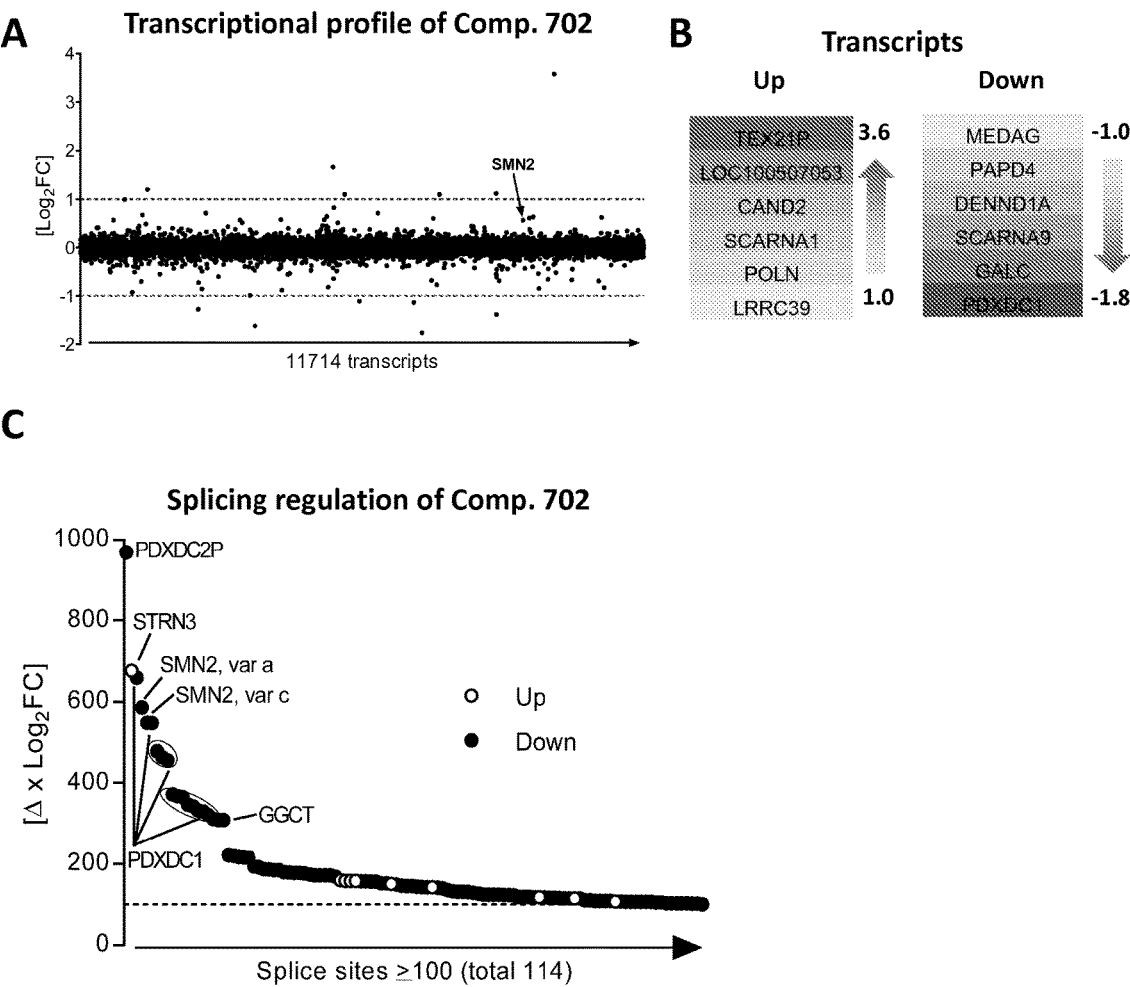 A
Transcriptional profile of Comp. 702
4
3
2
1
0
-1
-2
[Log2FC]
SMN2
11714 transcripts
B
Transcripts
Up
Down
TEX21P
LOC100507053
CAND2
SCARNA1
POLN
LRRC39
3.6
1.0
MEDAG
PAPD4
DENND1A
SCARNA9
GALC
PDXDC1
-1.0
-1.8
C
Splicing regulation of Comp. 702
1000
800
600
400
200
0
[Δ x Log2FC]
PDXDC2P
STRN3
SMN2, var a
SMN2, var c
GGCT
PDXDC1
Up
Down
Splice sites ≥100 (total 114)